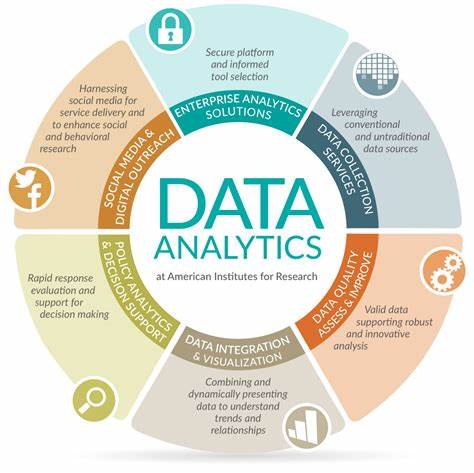 DATA
ANALYTICS
at American Institutes for Research
ENTERPRISE ANALYTICS
SOLUTIONS
Secure platform
and informed
tool selection
DATA COLLECTION
SERVICES
Leveraging
conventional
and untraditional
data sources
DATA QUALITY
ASSESS & IMPROVE
Valid data
supporting robust
and innovative
analysis
DATA INTEGRATION
& VISUALIZATION
Combining and
dynamically presenting
data to understand
trends and
relationships
POLICY ANALYTICS
& DECISION SUPPORT
Rapid response
evaluation and
support for
decision making
SOCIAL MEDIA &
DIGITAL OUTREACH
Harnessing
social media for
service delivery and
to enhance social
and behavioral
research